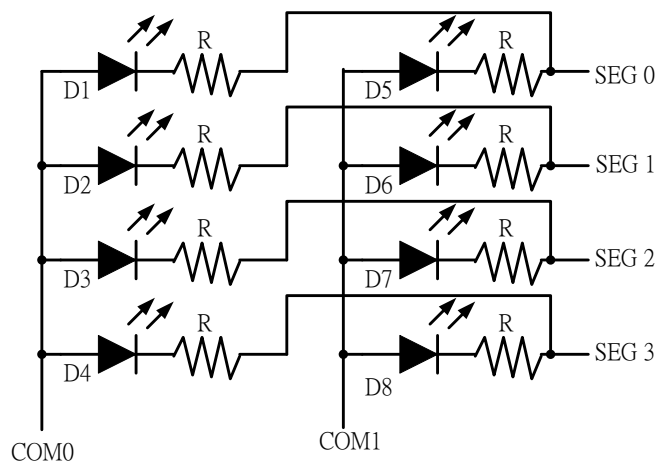 R R
D1 D5 SEG 0
R R
D2 D6 SEG 1
R R
D3 D7 SEG 2
R R
D4 D8 SEG 3
COM0 COM1